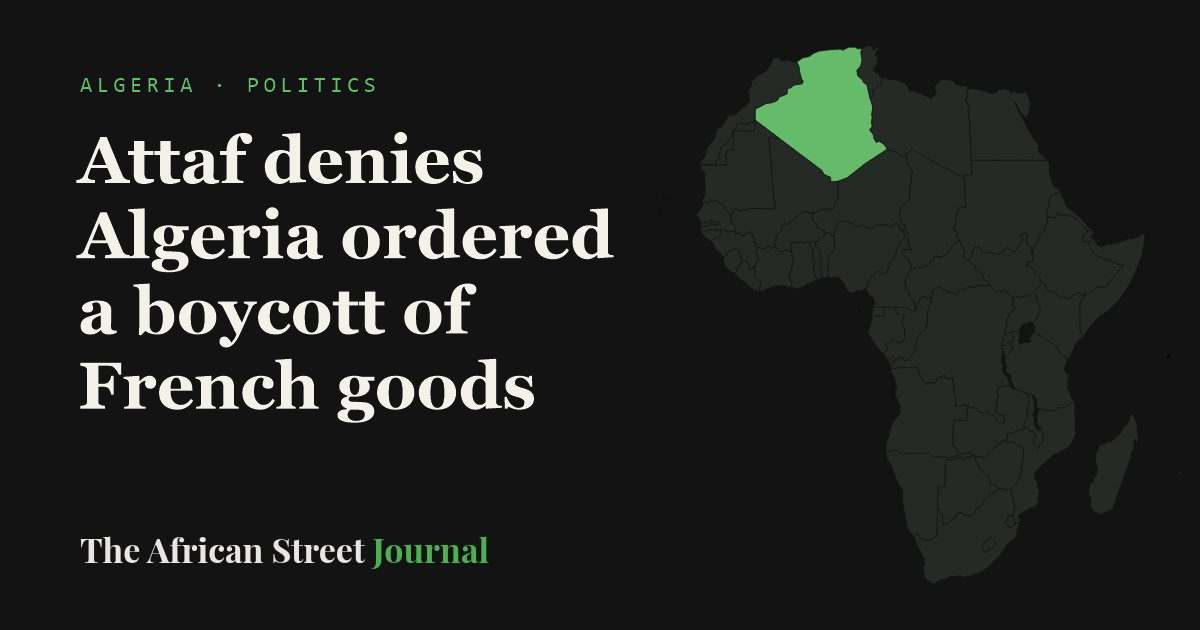 ALGERIA · POLITICS
Attaf denies
Algeria ordered
a boycott of
French goods
The African Street Journal